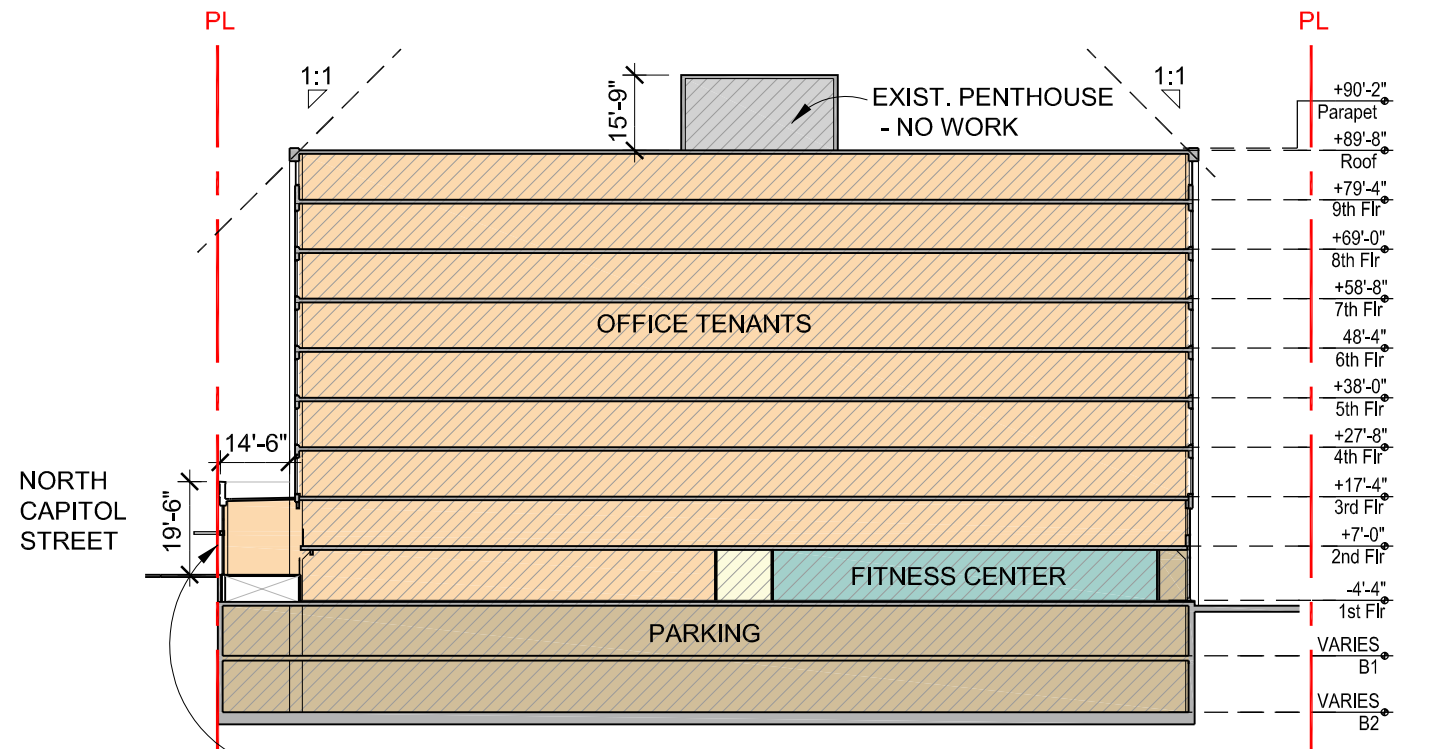 PL
PL
1:1
1:1
15'-9"
EXIST. PENTHOUSE
- NO WORK
+90'-2"
Parapet
+89'-8"
Roof
+79'-4"
9th Flr
+69'-0"
8th Flr
+58'-8"
7th Flr
OFFICE TENANTS
48'-4"
6th Flr
+38'-0"
5th Flr
+27'-8"
4th Flr
14'-6"
NORTH
CAPITOL
STREET
19'-6"
+17'-4"
3rd Flr
+7'-0"
2nd Flr
FITNESS CENTER
-4'-4"
1st Flr
PARKING
VARIES
B1
VARIES
B2